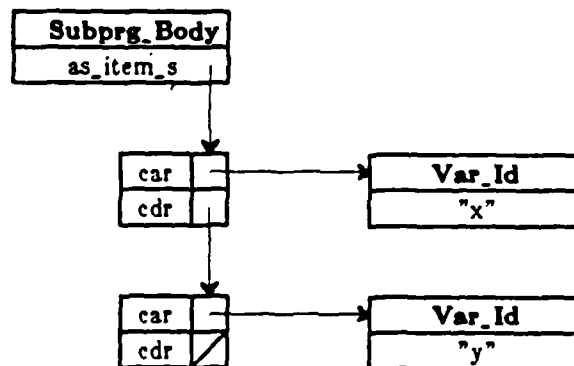 Subprg_Body
as_item_s
car
Var_Id
cdr
"x"
car
Var_Id
cdr
"y"